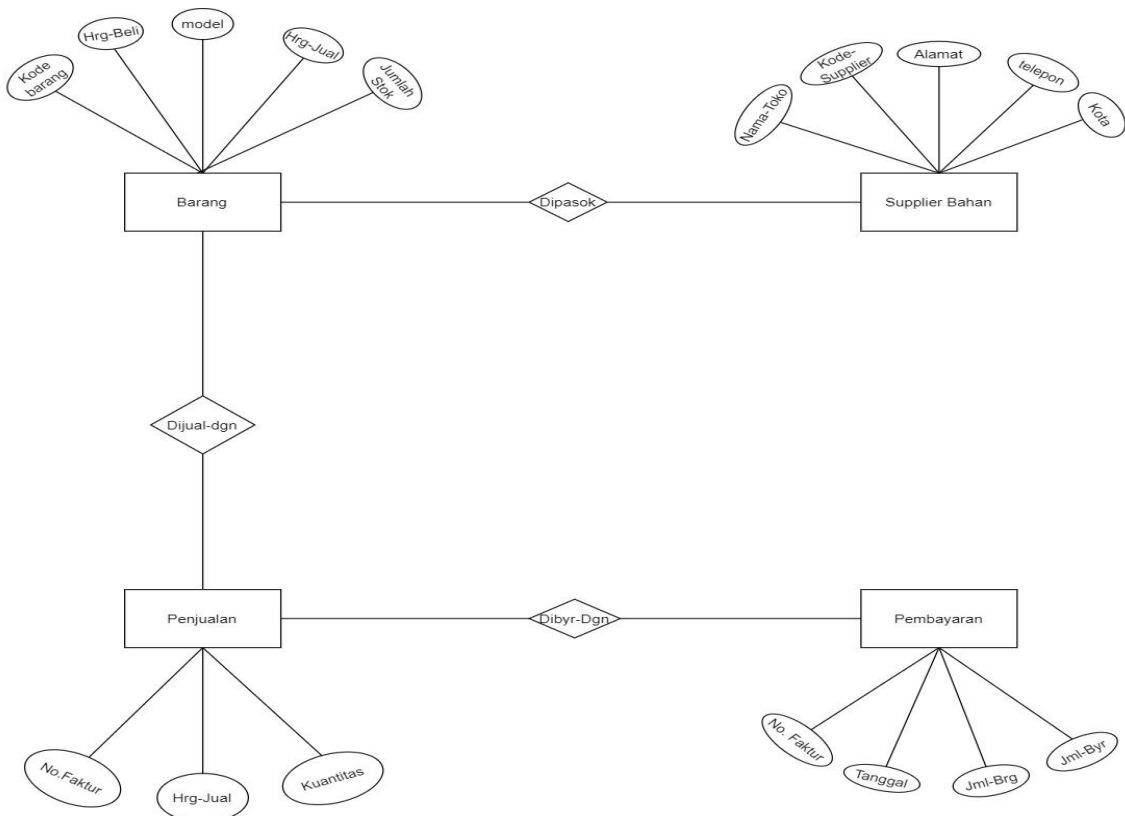 Kode
barang
Hrg-Beli
model
Hrg-Jual
Jumlah
Stok
Nama-Toko
Kode-
Supplier
Alamat
telepon
Kota
Barang
Dipasok
Supplier Bahan
Dijual-dgn
Penjualan
Dibyr-Dgn
Pembayaran
No.Faktur
Hrg-Jual
Kuantitas
No. Faktur
Tanggal
Jml-Brg
Jml-Byr